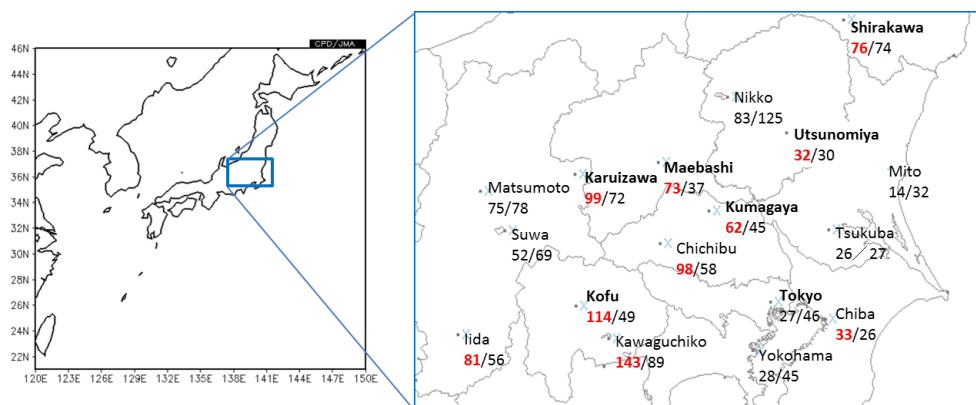 CPD/JMA
46N
44N
42N
40N
38N
36N
34N
32N
30N
28N
26N
24N
22N
120E 123E 126E 129E 132E 135E 138E 141E 144E 147E 150E
Shirakawa
76/74
Nikko
83/125
Utsunomiya
32/30
Maebashi
73/37
Karuizawa
99/72
Matsumoto
75/78
Mito
14/32
Kumagaya
62/45
Suwa
52/69
Tsukuba
26/27
Chichibu
98/58
Kofu
114/49
Tokyo
27/46
Chiba
33/26
Iida
81/56
Kawaguchiko
143/89
Yokohama
28/45